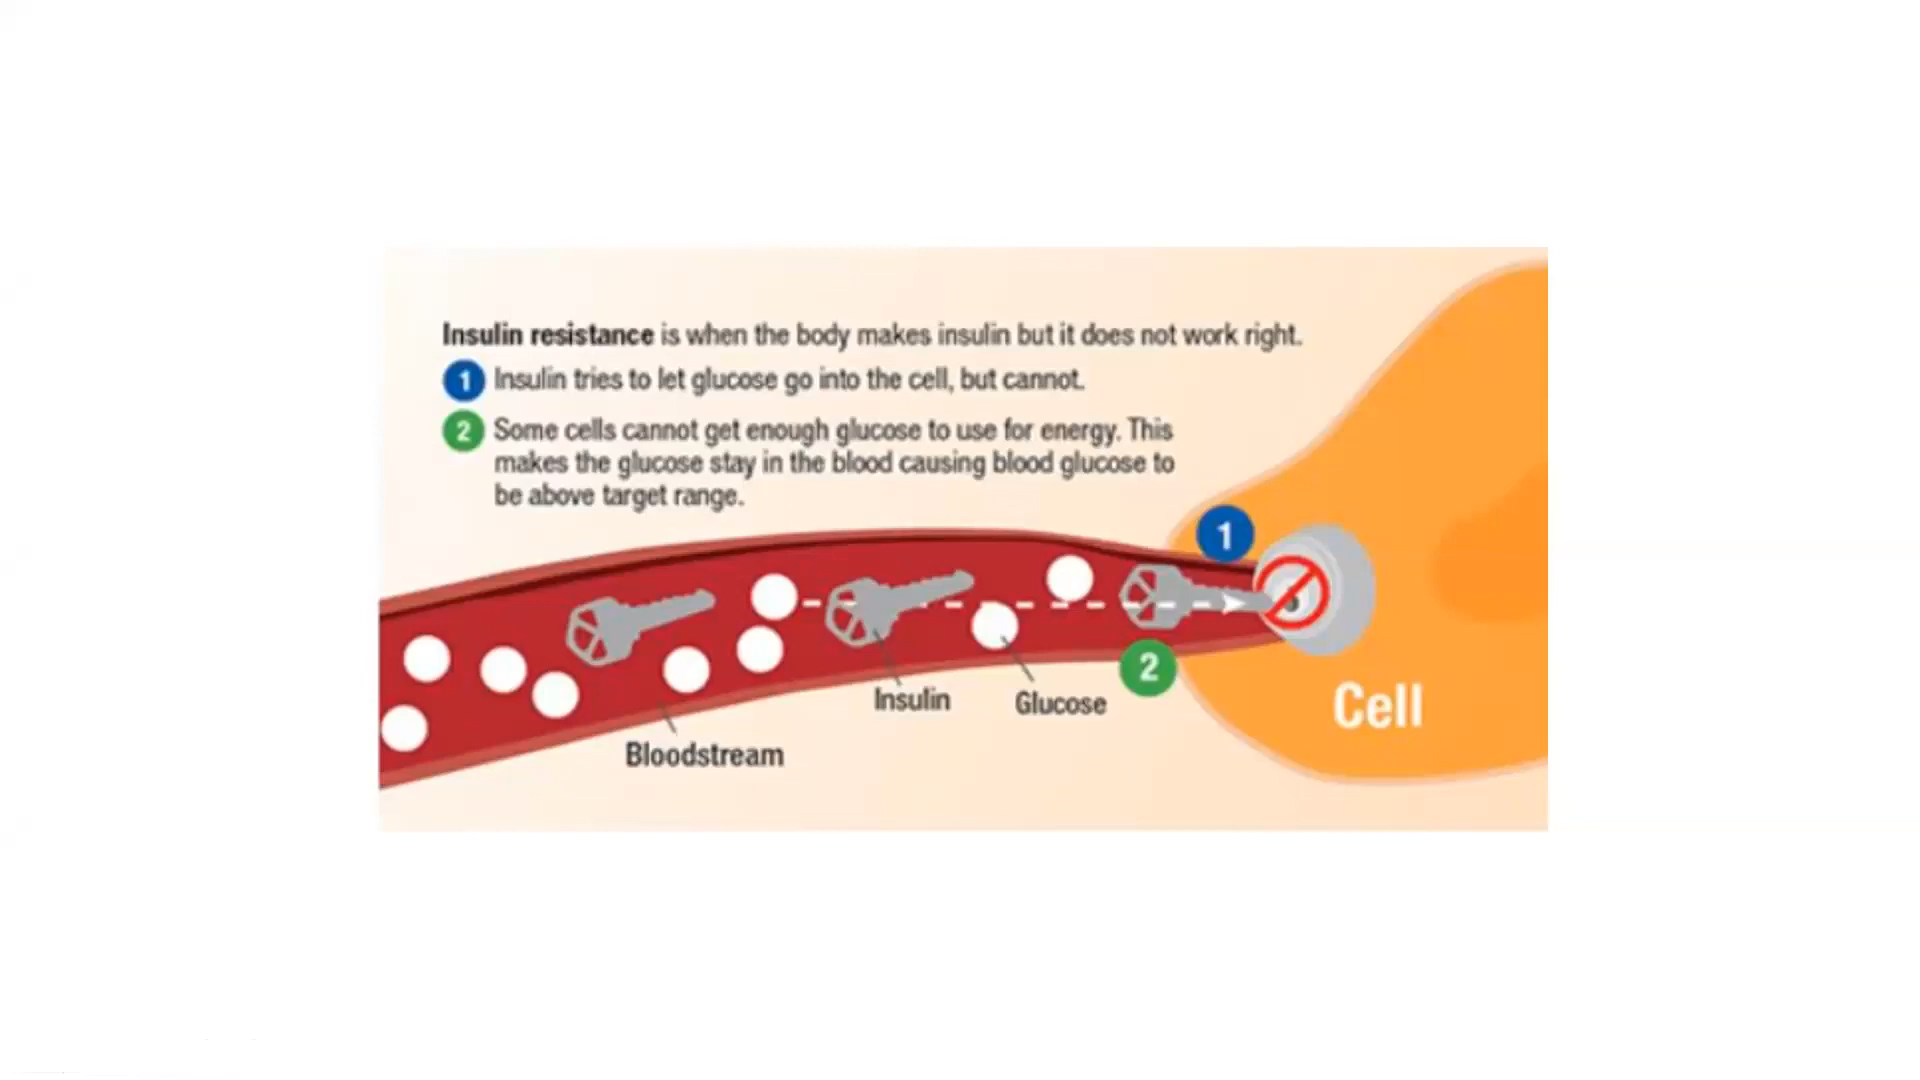 Insulin resistance is when the body makes insulin but it does not work right.
1 Insulin tries to let glucose go into the cell, but cannot.
2 Some cells cannot get enough glucose to use for energy. This
makes the glucose stay in the blood causing blood glucose to
be above target range.
1
2
Insulin
Glucose
Cell
Bloodstream